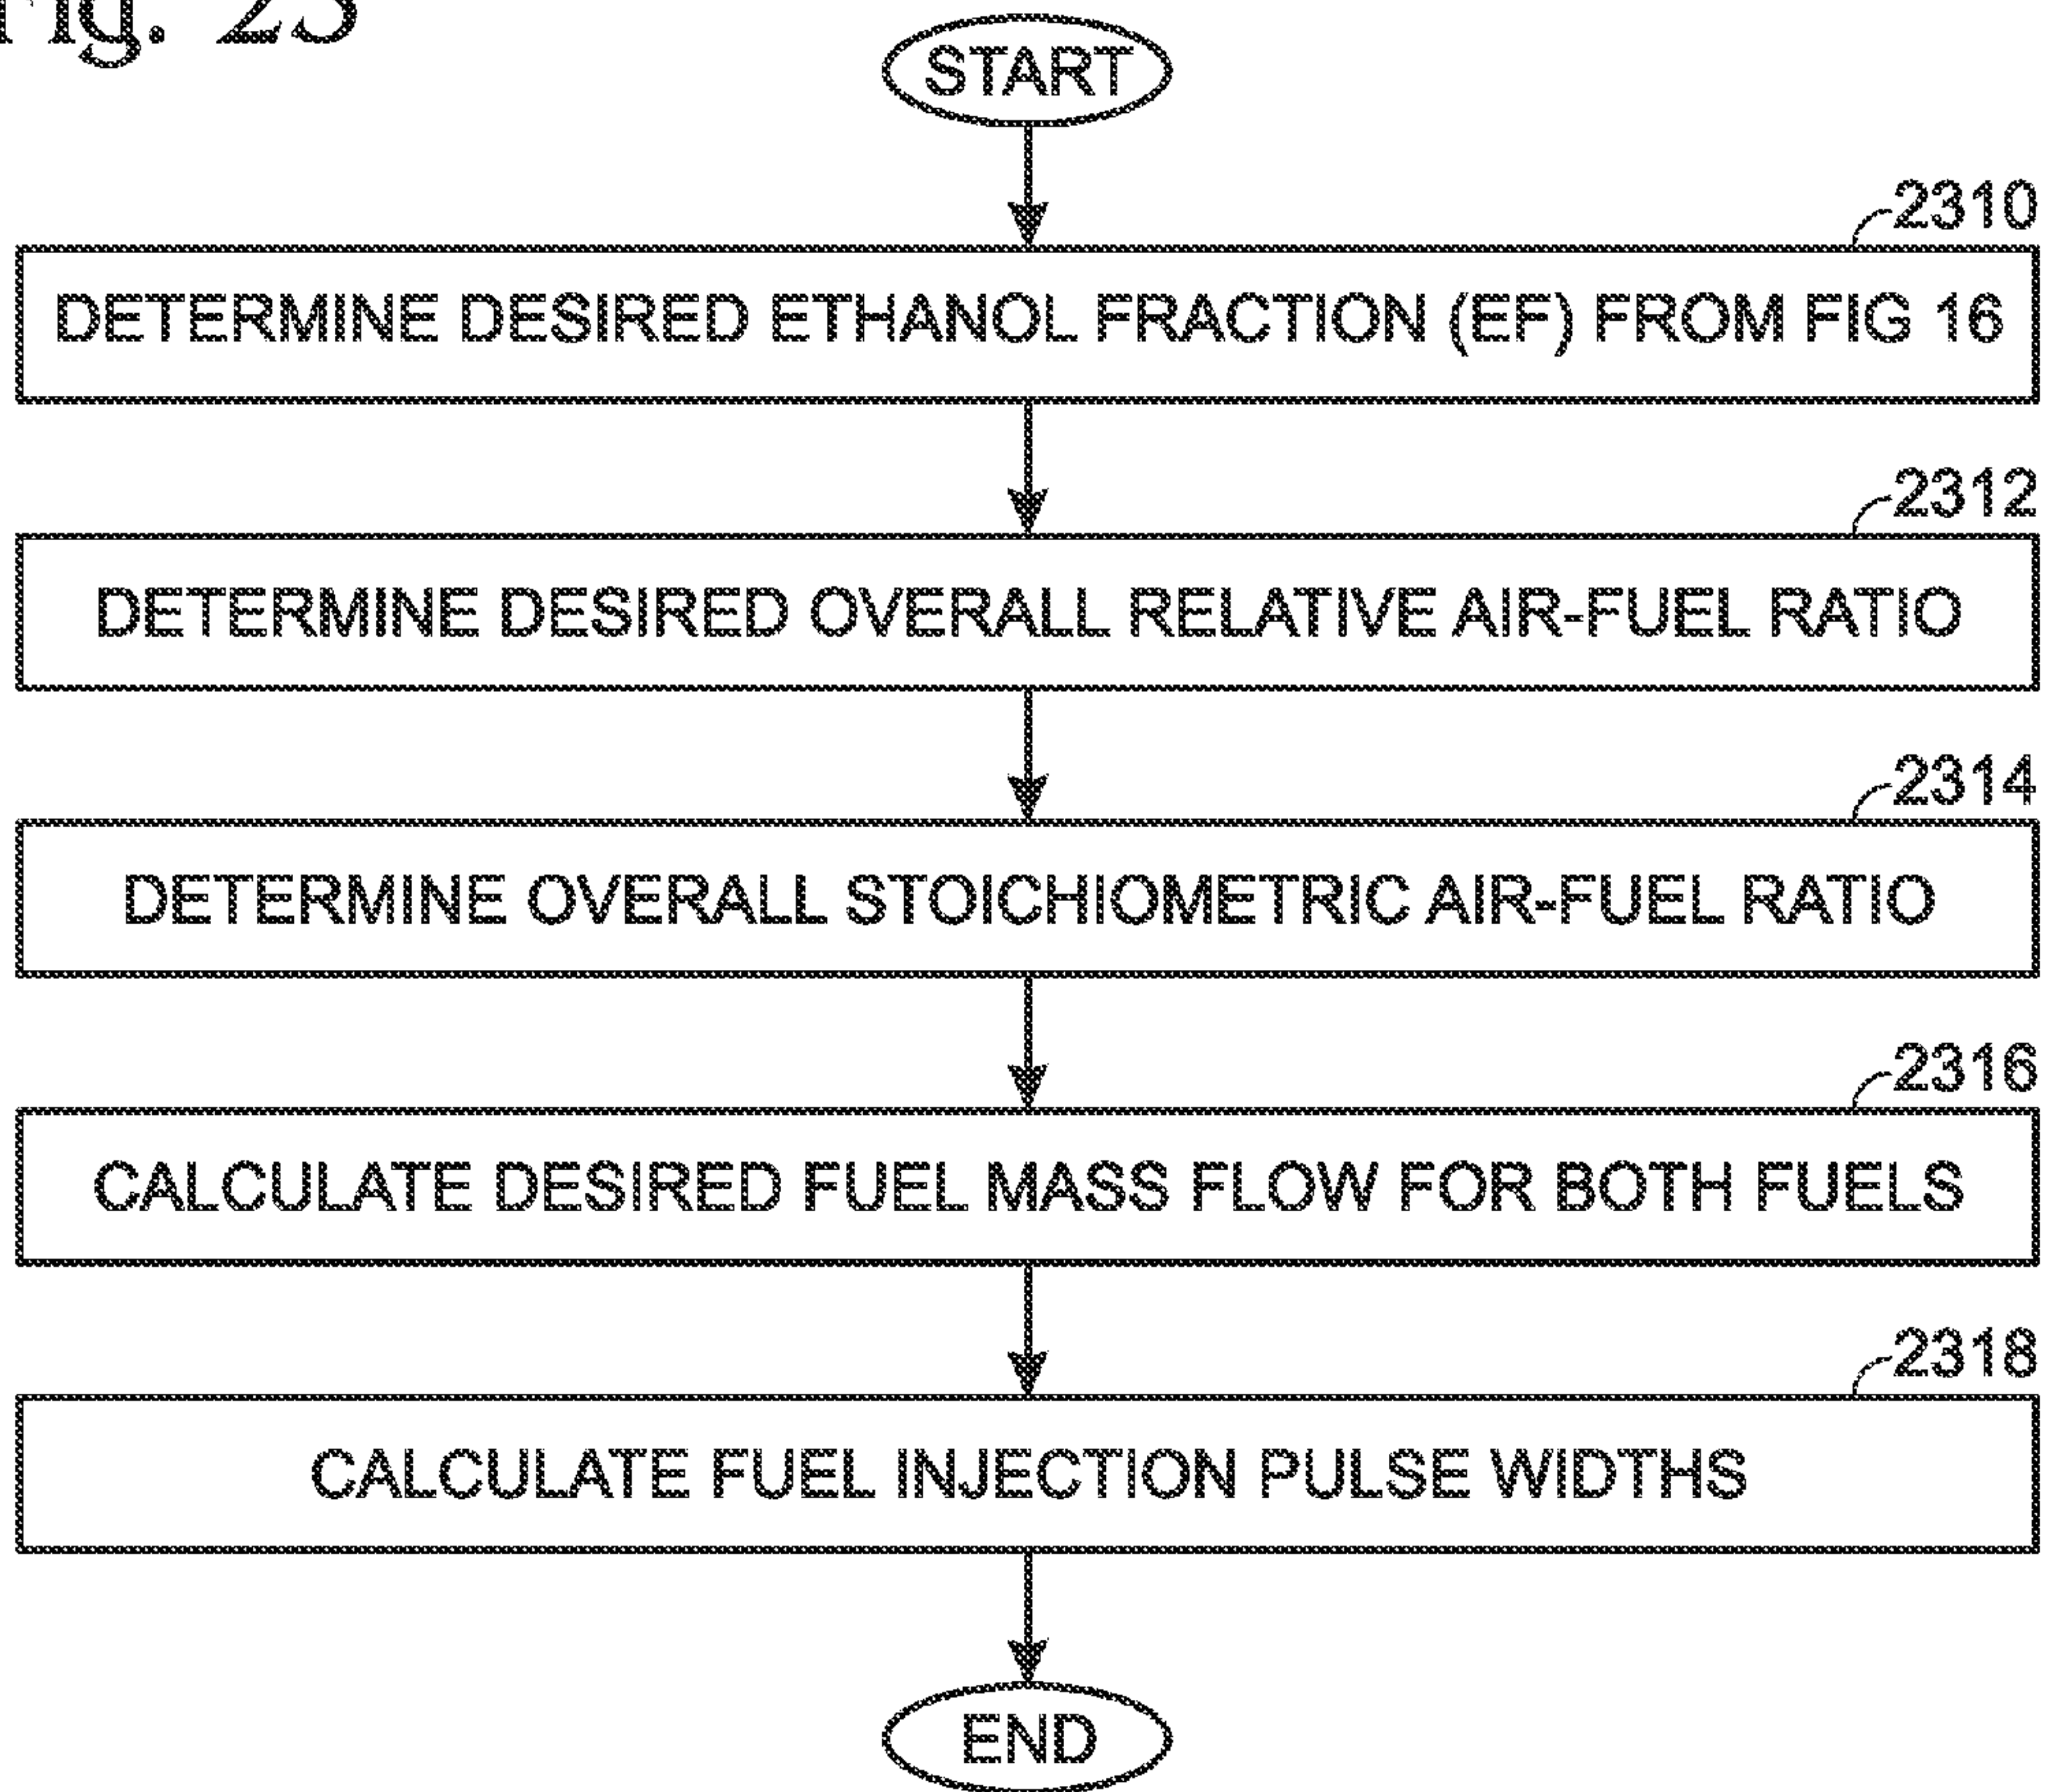 Fig. 23
START
2310
DETERMINE DESIRED ETHANOL FRACTION (EF) FROM FIG 16
2312
DETERMINE DESIRED OVERALL RELATIVE AIR-FUEL RATIO
2314
DETERMINE OVERALL STOICHIOMETRIC AIR-FUEL RATIO
2316
CALCULATE DESIRED FUEL MASS FLOW FOR BOTH FUELS
2318
CALCULATE FUEL INJECTION PULSE WIDTHS
END